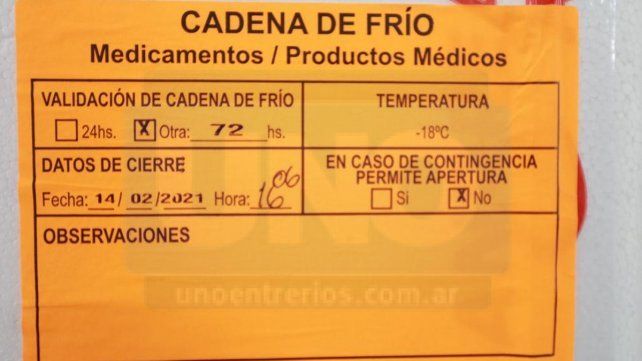 CADENA DE FRÍO
Medicamentos / Productos Médicos
VALIDACIÓN DE CADENA DE FRÍO
24hs. X Otra: 72 hs.
TEMPERATURA
-18ºC
DATOS DE CIERRE
Fecha: 14/ 02/2021 Hora: 16 06
EN CASO DE CONTINGENCIA
PERMITE APERTURA
Si X No
OBSERVACIONES
UNO
unoentrerios.com.ar